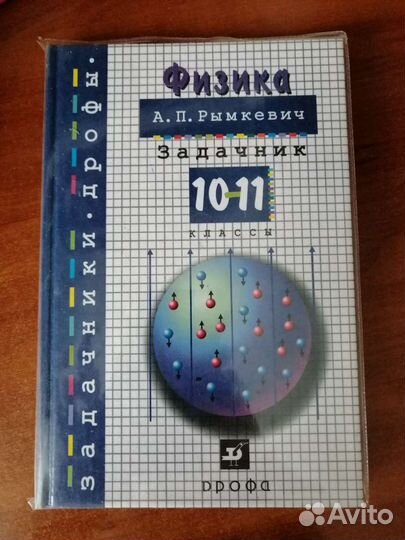 задачники.дрофы.
Физика
А.П.Рымкевич
Задачник
10-11
классы
дрофа
Avito